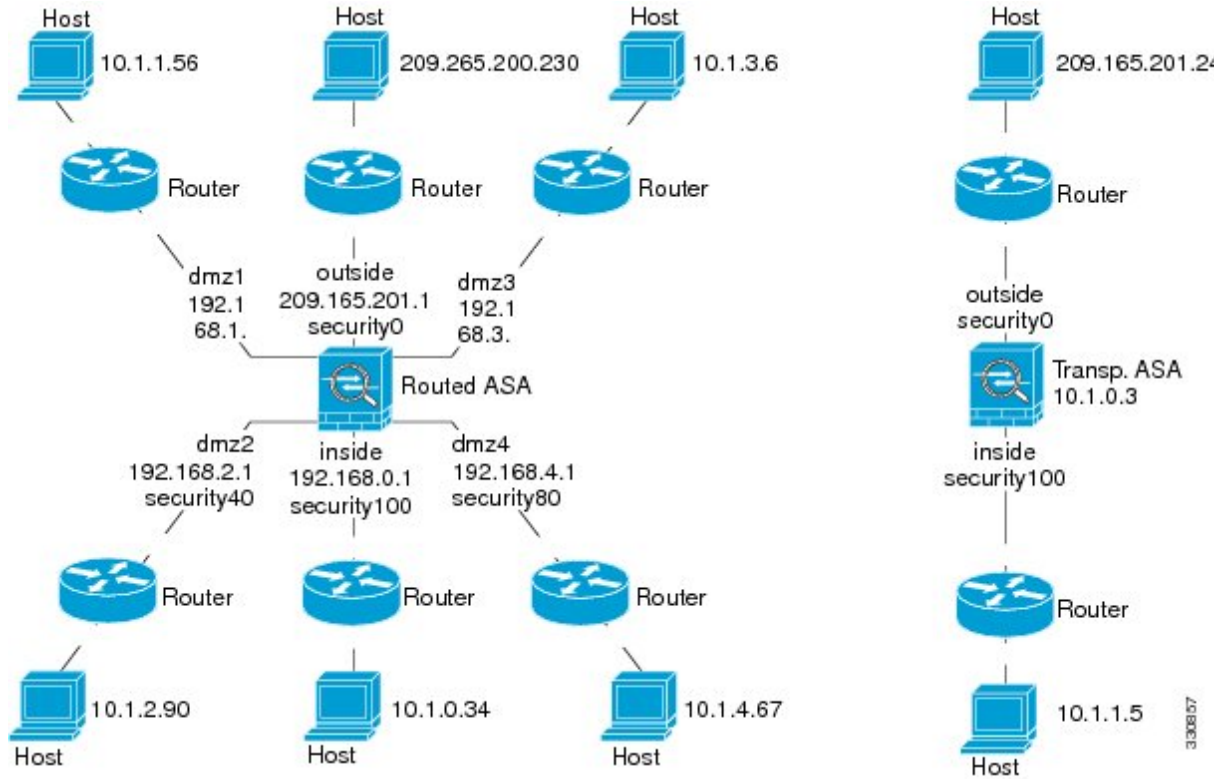 Host
10.1.1.56
Router
dmz1
192.1
68.1.
Host
209.265.200.230
Router
outside
209.165.201.1
security0
Host
10.1.3.6
Router
dmz3
192.1
68.3.
Routed ASA
dmz2
192.168.2.1
security40
Router
10.1.2.90
Host
inside
192.168.0.1
security100
Router
10.1.0.34
Host
dmz4
192.168.4.1
security80
Router
10.1.4.67
Host
Host
209.165.201.24
Router
outside
security0
Transp. ASA
10.1.0.3
inside
security100
Router
10.1.1.5
Host
330857